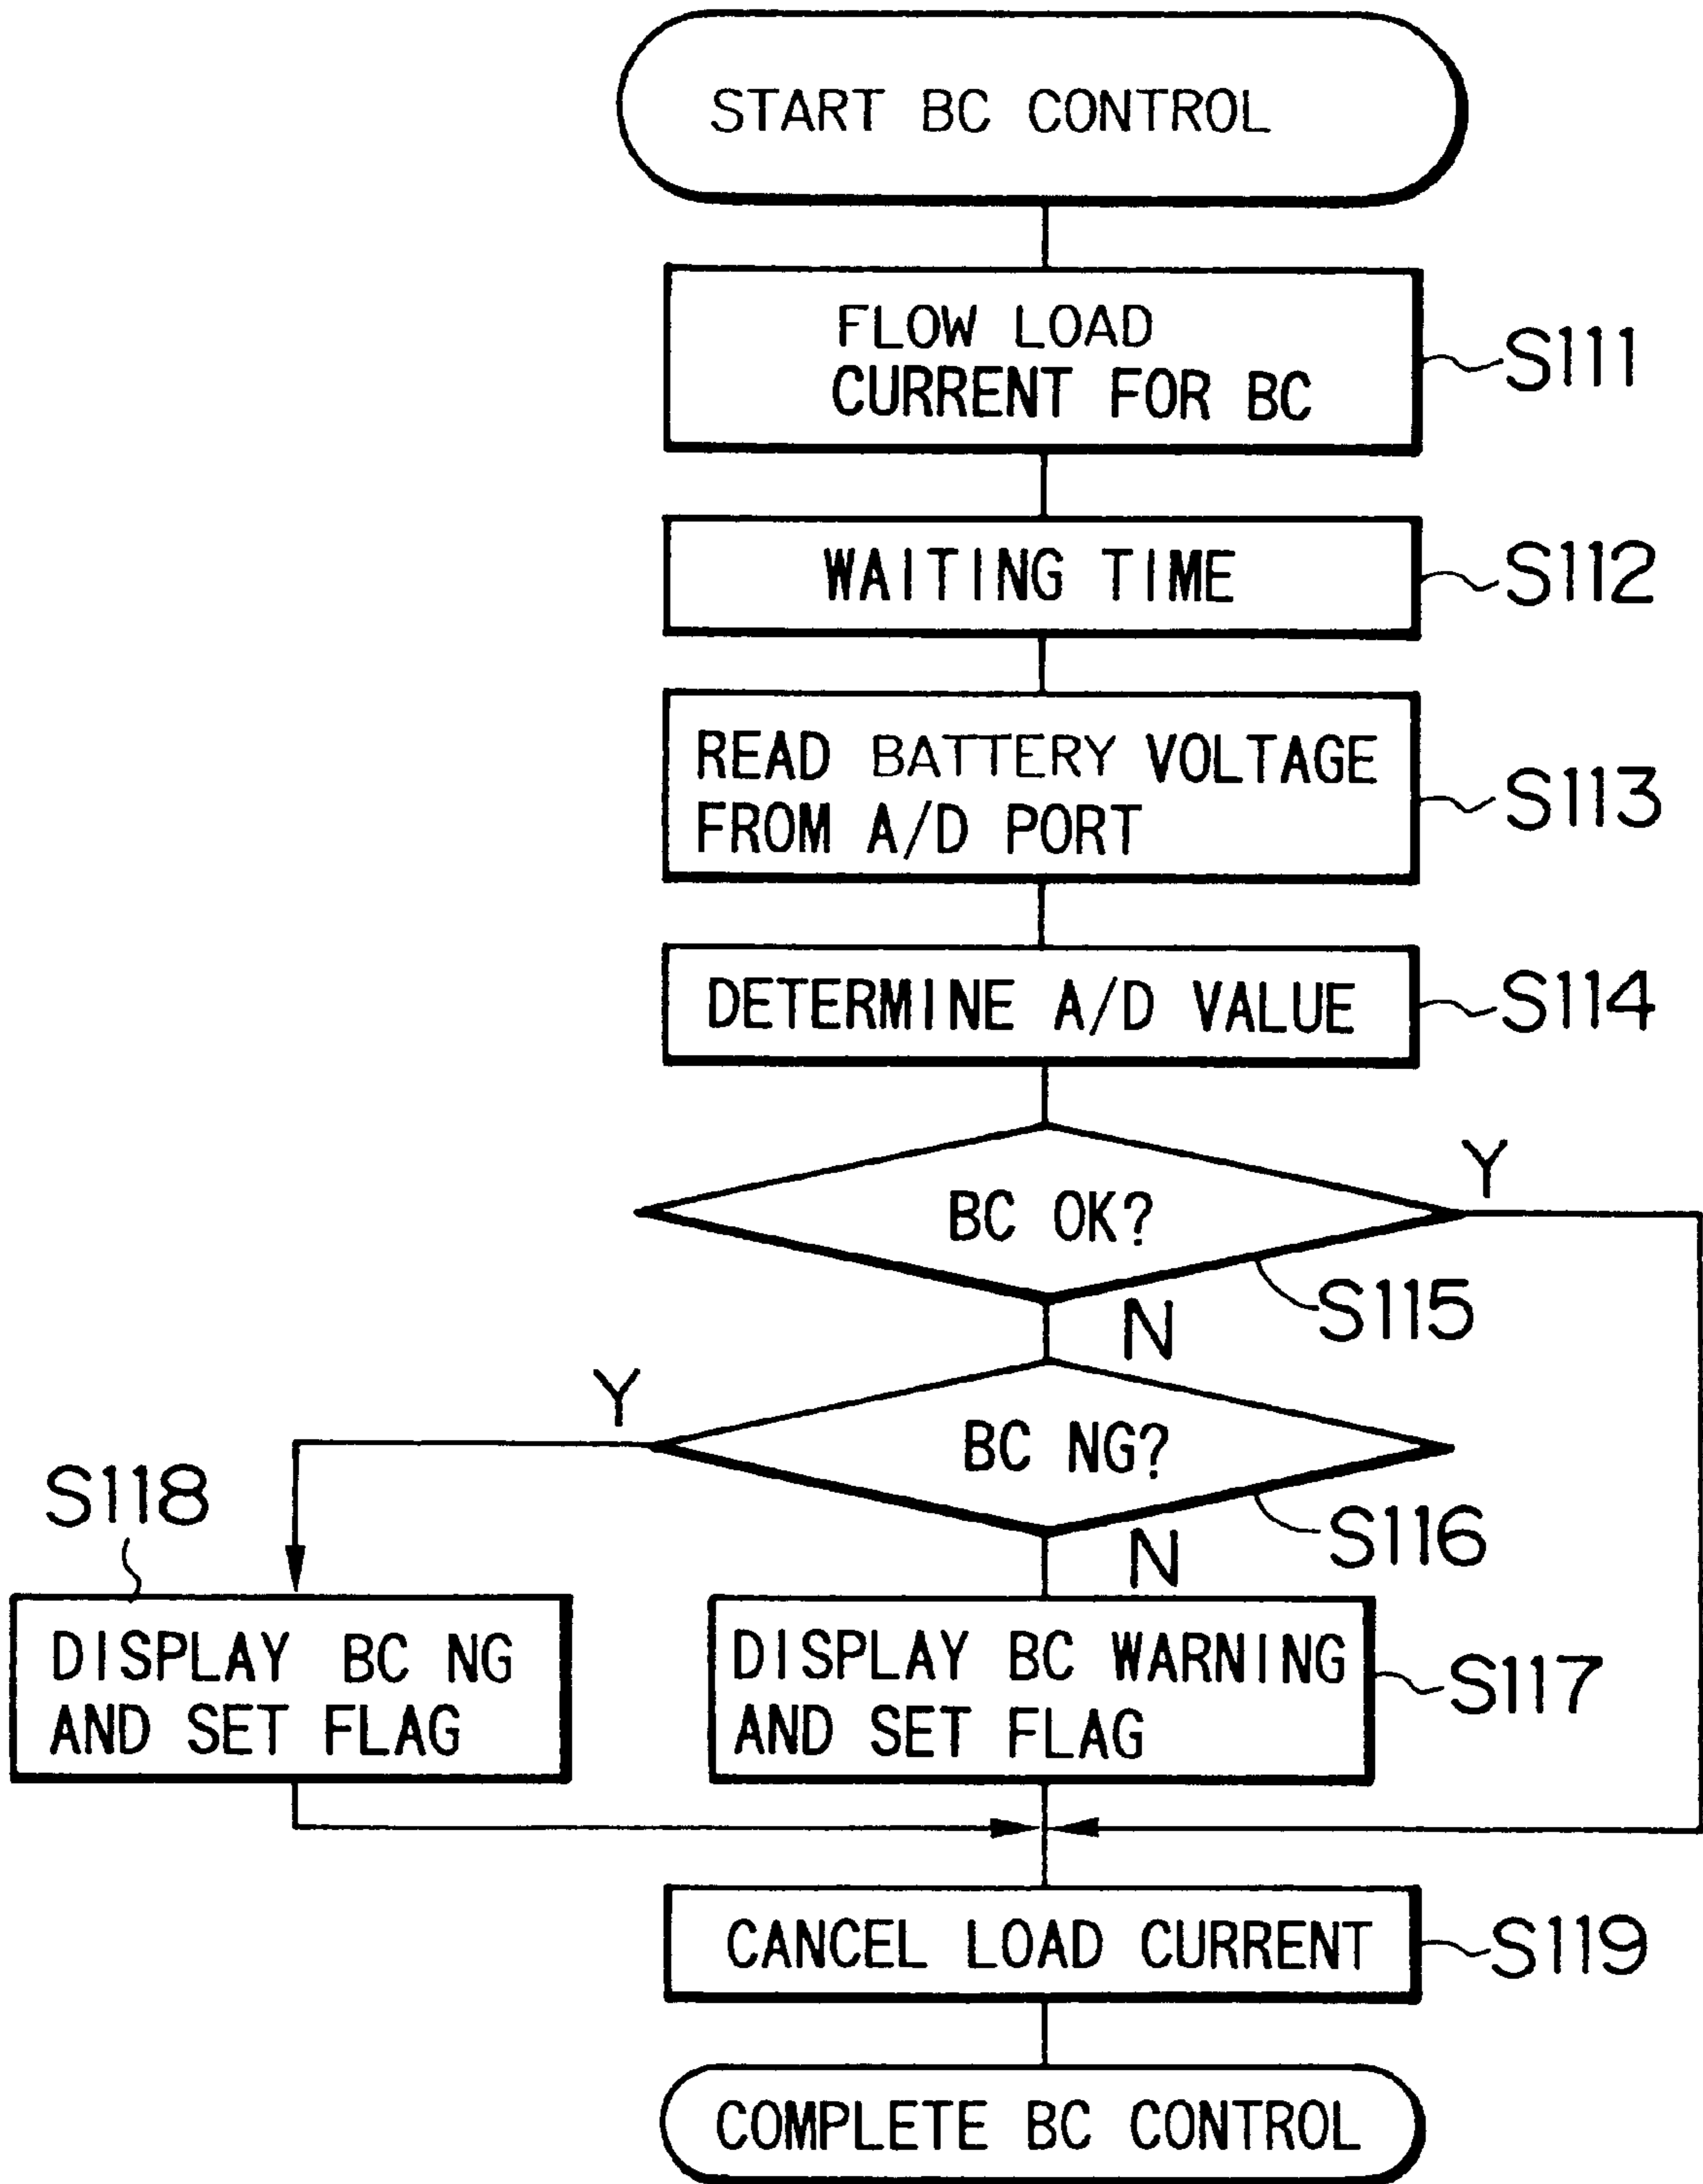 START BC CONTROL
FLOW LOAD
CURRENT FOR BC
S111
WAITING TIME
S112
READ BATTERY VOLTAGE
FROM A/D PORT
S113
DETERMINE A/D VALUE
S114
BC OK?
Y
S115
N
BC NG?
Y
S116
N
S118
DISPLAY BC NG
AND SET FLAG
DISPLAY BC WARNING
AND SET FLAG
S117
CANCEL LOAD CURRENT
S119
COMPLETE BC CONTROL